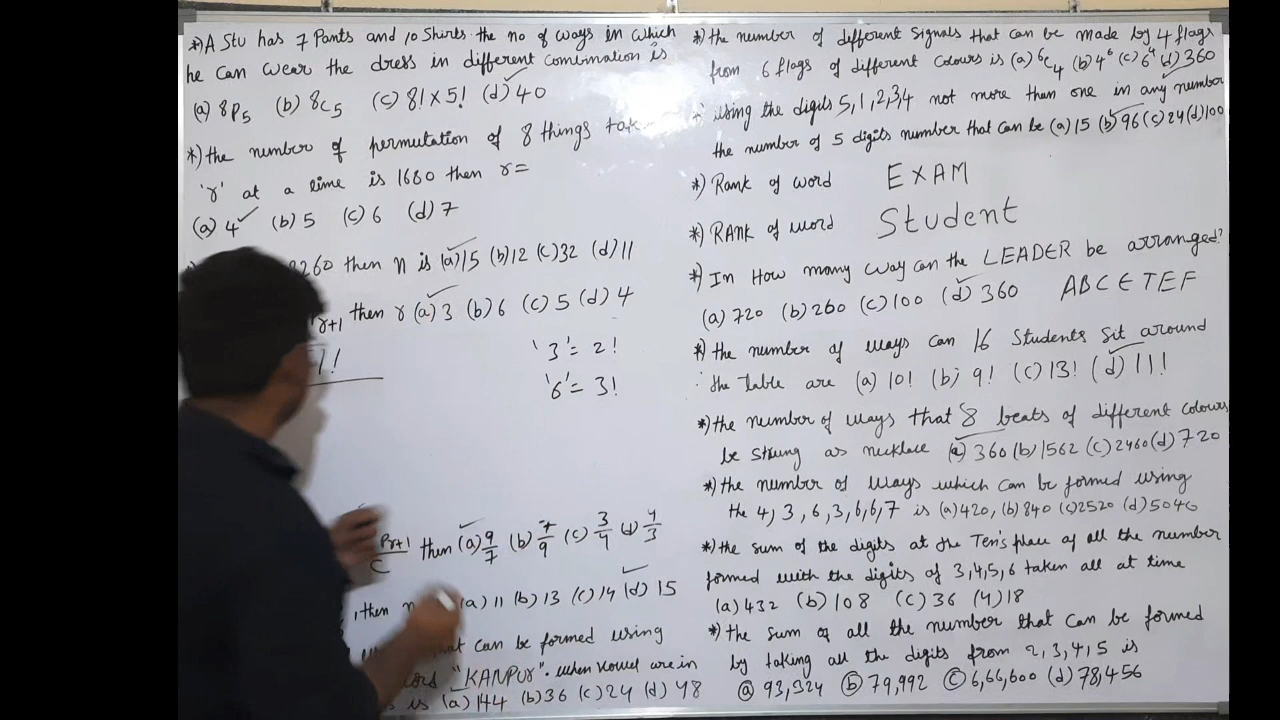 *) A Stu has 7 Pants and 10 Shirts the no of ways in which
he can wear the dress in different combination is
(a) 8P5 (b) 8C5 (c) 8! X 5! (d) 40
*) the number of permutation of 8 things
'r' at a time is 1680 then r=
(a) 4 (b) 5 (c) 6 (d) 7
then n is (a) 15 (b) 12 (c) 32 (d) 11
r+1 then r (a) 3 (b) 6 (c) 5 (d) 4
'3' = 2!
'6' = 3!
Pr+1 then (a) 9/7 (b) 7/9 (c) 3/4 (d) 4/3
C
, then (a) 11 (b) 13 (c) 14 (d) 15
can be formed using
"KANPUr". when vowel are in
is (a) 144 (b) 36 (c) 24 (d) 48
*) the number of different Signals that can be made by 4 flags
from 6 flags of different colours is (a) 6C4 (b) 4^6 (c) 6^4 (d) 360
using the digits 5,1,2,3,4 not more then one in any number
the number of 5 digits number that can be (a) 15 (b) 96 (c) 24 (d) 100
*) Rank of word EXAM
*) RANK of word Student
*) In How many way can the LEADER be arranged?
(a) 720 (b) 260 (c) 100 (d) 360 ABCETEF
*) the number of ways can 16 Students sit around
the table are (a) 10! (b) 9! (c) 13! (d) 11!
*) the number of ways that 8 beats of different colours
be strung as necklace (a) 360 (b) 1562 (c) 2460 (d) 720
*) the number of ways which can be formed using
the 4, 3, 6, 3, 6, 6, 7 is (a) 420, (b) 840 (c) 2520 (d) 5040
*) the sum of the digits at the Ten's place of all the number
formed with the digits of 3,4,5,6 taken all at time
(a) 432 (b) 108 (c) 36 (4) 18
*) the sum of all the number that can be formed
by taking all the digits from 2, 3, 4, 5 is
(a) 93,324 (b) 79,992 (c) 6,66,600 (d) 78,456